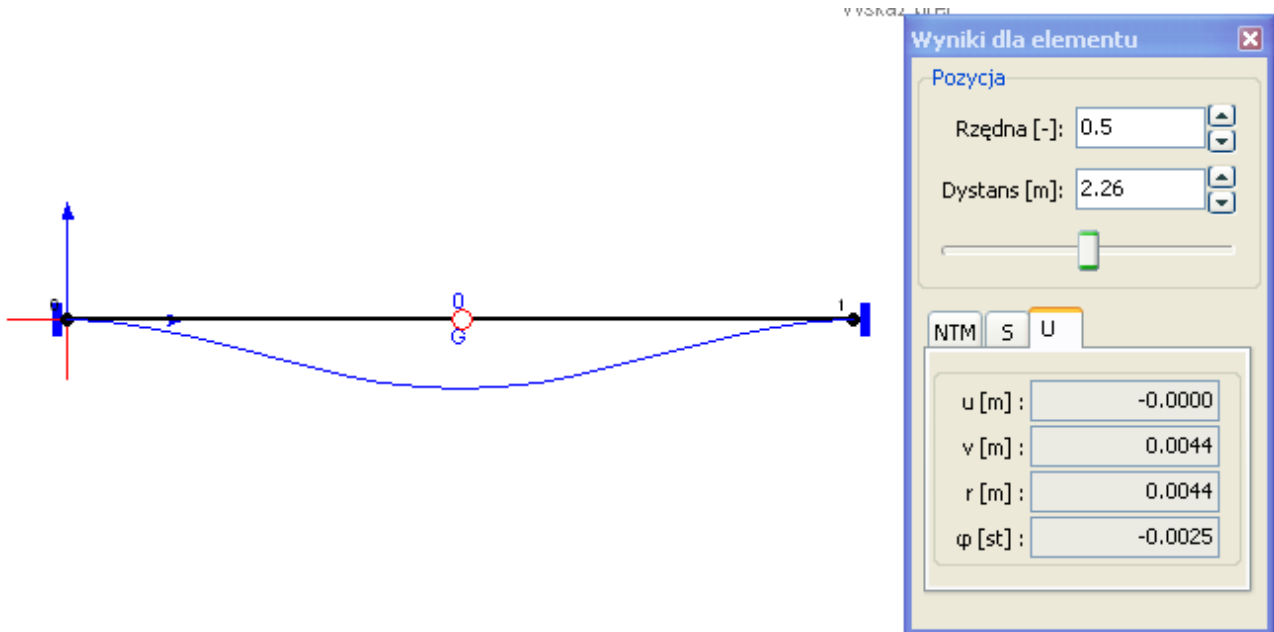 Wyniki dla elementu
Pozycja
Rzędna [-]: 0.5
Dystans [m]: 2.26
0
1
G
NTM S U
u [m] : -0.0000
v [m] : 0.0044
r [m] : 0.0044
φ [st] : -0.0025